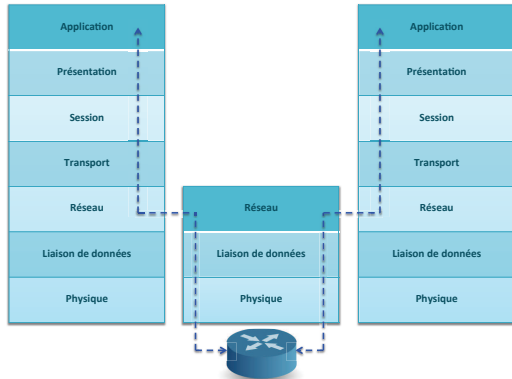 Application
Présentation
Session
Transport
Réseau
Liaison de données
Physique
Réseau
Liaison de données
Physique
Application
Présentation
Session
Transport
Réseau
Liaison de données
Physique